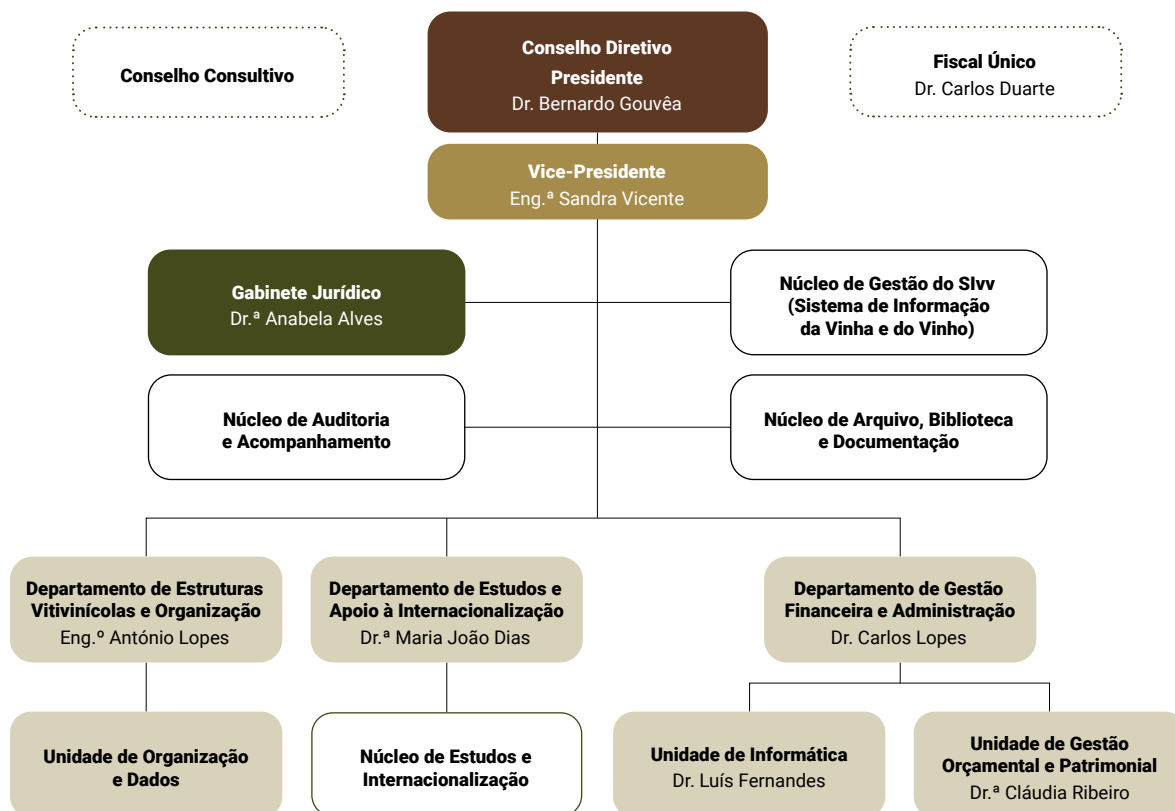 Conselho Consultivo
Conselho Diretivo
Presidente
Dr. Bernardo Gouvêa
Fiscal Único
Dr. Carlos Duarte
Vice-Presidente
Eng.ª Sandra Vicente
Gabinete Jurídico
Dr.ª Anabela Alves
Núcleo de Gestão do SIvv
(Sistema de Informação
da Vinha e do Vinho)
Núcleo de Auditoria
e Acompanhamento
Núcleo de Arquivo, Biblioteca
e Documentação
Departamento de Estruturas
Vitivinícolas e Organização
Eng.º António Lopes
Departamento de Estudos e
Apoio à Internacionalização
Dr.ª Maria João Dias
Departamento de Gestão
Financeira e Administração
Dr. Carlos Lopes
Unidade de Organização
e Dados
Núcleo de Estudos e
Internacionalização
Unidade de Informática
Dr. Luís Fernandes
Unidade de Gestão
Orçamental e Patrimonial
Dr.ª Cláudia Ribeiro